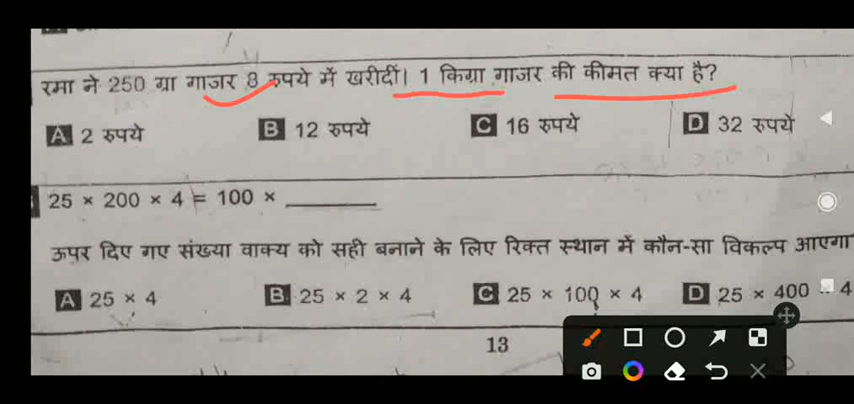 रमा ने 250 ग्रा गाजर 8 रुपये में खरीदीं। 1 किग्रा गाजर की कीमत क्या है?
A 2 रुपये B 12 रुपये C 16 रुपये D 32 रुपये
25 × 200 × 4 = 100 × ________
ऊपर दिए गए संख्या वाक्य को सही बनाने के लिए रिक्त स्थान में कौन-सा विकल्प आएगा
A 25 × 4 B 25 × 2 × 4 C 25 × 100 × 4 D 25 × 400 4
13